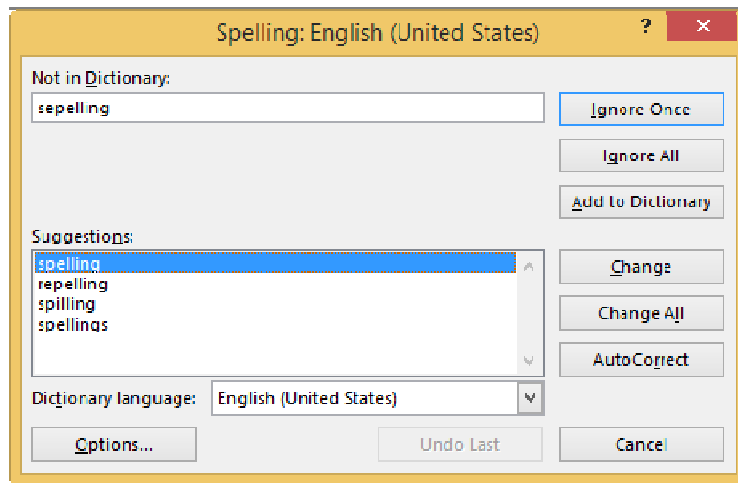 Spelling: English (United States)
? ×
Not in Dictionary:
sepelling
Ignore Once
Ignore All
Add to Dictionary
Suggestions:
spelling
repelling
spilling
spellings
Change
Change All
AutoCorrect
Dictionary language: English (United States)
Options... Undo Last Cancel